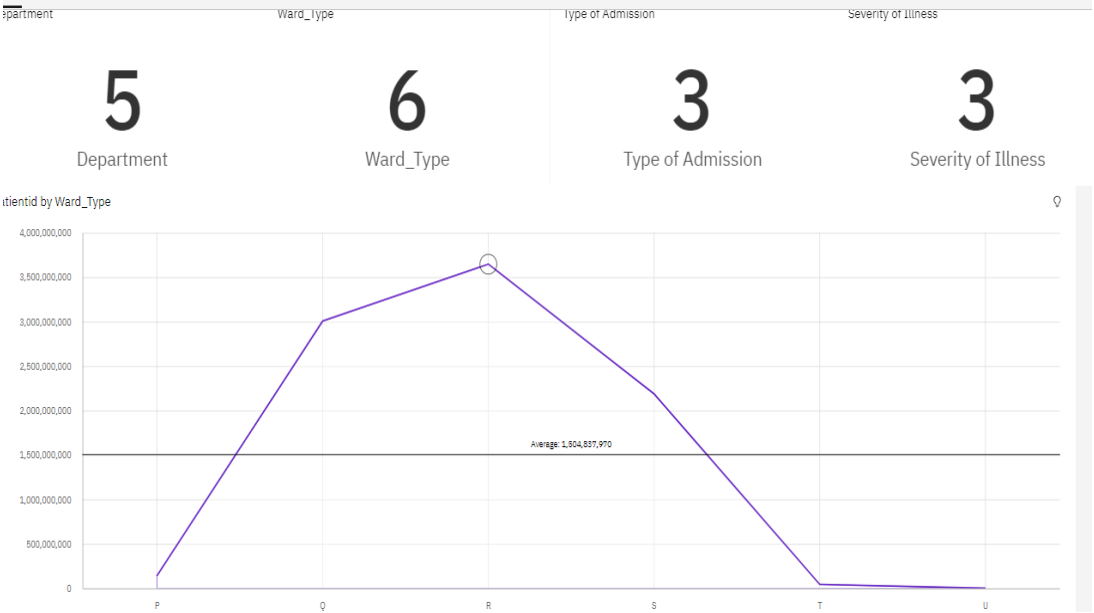 epartment Ward_Type Type of Admission Severity of Illness
5 6 3 3
Department Ward_Type Type of Admission Severity of Illness
atientid by Ward_Type
4,000,000,000
3,500,000,000
3,000,000,000
2,500,000,000
2,000,000,000
Average: 1,504,837,970
1,500,000,000
1,000,000,000
500,000,000
0
P Q R S T U